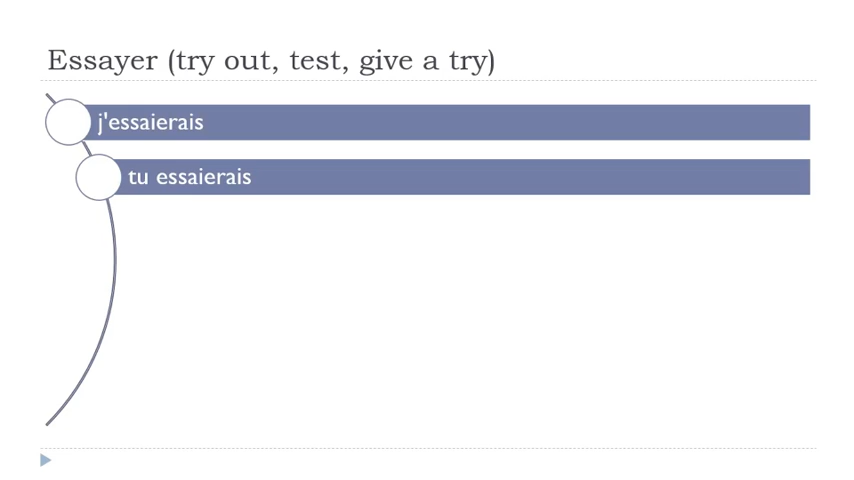 Essayer (try out, test, give a try)
j'essaierais
tu essaierais